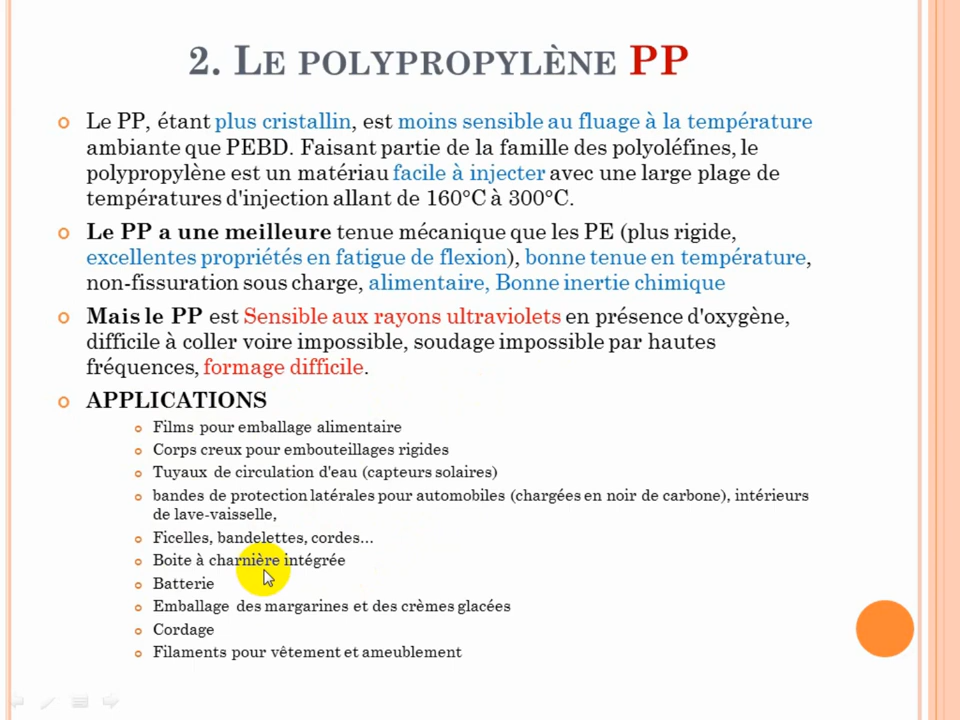 2. LE POLYPROPYLÈNE PP
Le PP, étant plus cristallin, est moins sensible au fluage à la température
ambiante que PEBD. Faisant partie de la famille des polyoléfines, le
polypropylène est un matériau facile à injecter avec une large plage de
températures d'injection allant de 160°C à 300°C.
Le PP a une meilleure tenue mécanique que les PE (plus rigide,
excellentes propriétés en fatigue de flexion), bonne tenue en température,
non-fissuration sous charge, alimentaire, Bonne inertie chimique
Mais le PP est Sensible aux rayons ultraviolets en présence d'oxygène,
difficile à coller voire impossible, soudage impossible par hautes
fréquences, formage difficile.
APPLICATIONS
Films pour emballage alimentaire
Corps creux pour embouteillages rigides
Tuyaux de circulation d'eau (capteurs solaires)
bandes de protection latérales pour automobiles (chargées en noir de carbone), intérieurs
de lave-vaisselle,
Ficelles, bandelettes, cordes...
Boite à charnière intégrée
Batterie
Emballage des margarines et des crèmes glacées
Cordage
Filaments pour vêtement et ameublement